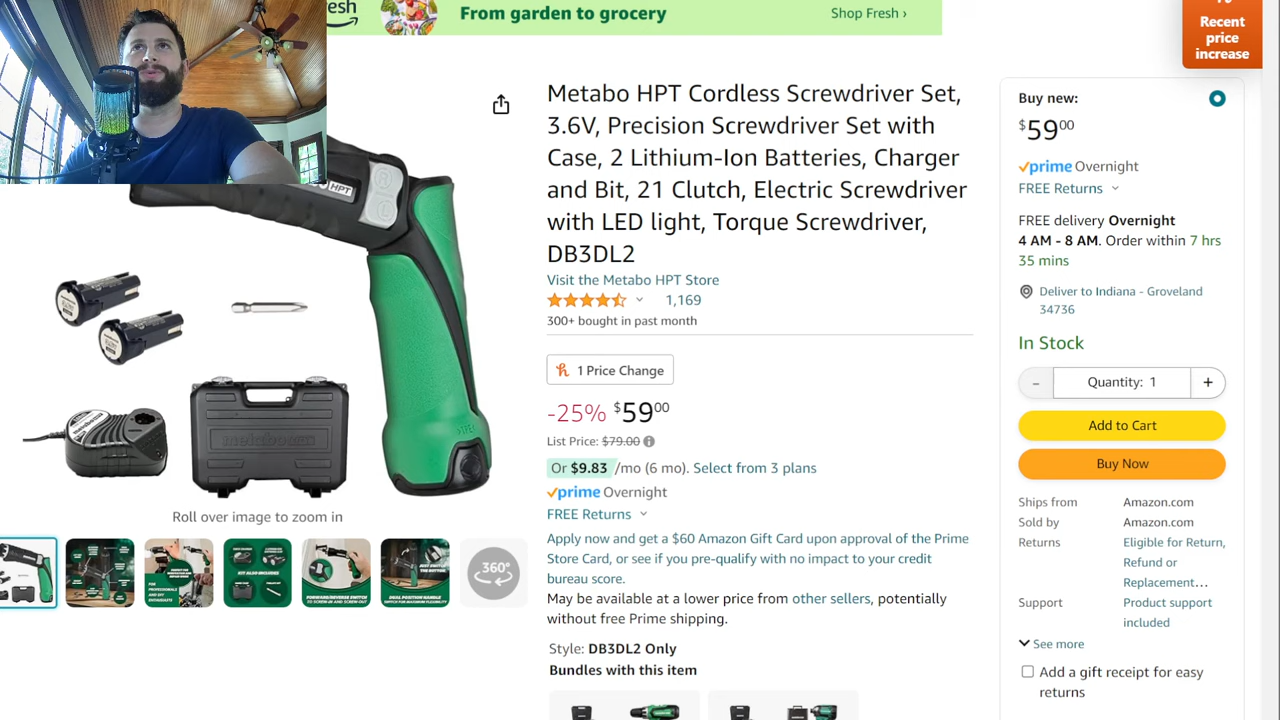 esh
From garden to grocery
Shop Fresh ›
Recent
price
increase
Metabo HPT Cordless Screwdriver Set,
3.6V, Precision Screwdriver Set with
Case, 2 Lithium-Ion Batteries, Charger
and Bit, 21 Clutch, Electric Screwdriver
with LED light, Torque Screwdriver,
DB3DL2
Visit the Metabo HPT Store
1,169
300+ bought in past month
1 Price Change
-25% $5900
List Price: $79.00
Or $9.83 /mo (6 mo). Select from 3 plans
prime Overnight
FREE Returns
Apply now and get a $60 Amazon Gift Card upon approval of the Prime
Store Card, or see if you pre-qualify with no impact to your credit
bureau score.
May be available at a lower price from other sellers, potentially
without free Prime shipping.
Style: DB3DL2 Only
Bundles with this item
HPT
metabo
Roll over image to zoom in
360°
Buy new:
$5900
prime Overnight
FREE Returns
FREE delivery Overnight
4 AM - 8 AM. Order within 7 hrs
35 mins
Deliver to Indiana - Groveland
34736
In Stock
- Quantity: 1 +
Add to Cart
Buy Now
Ships from Amazon.com
Sold by Amazon.com
Returns Eligible for Return,
Refund or
Replacement...
Support Product support
included
See more
Add a gift receipt for easy
returns